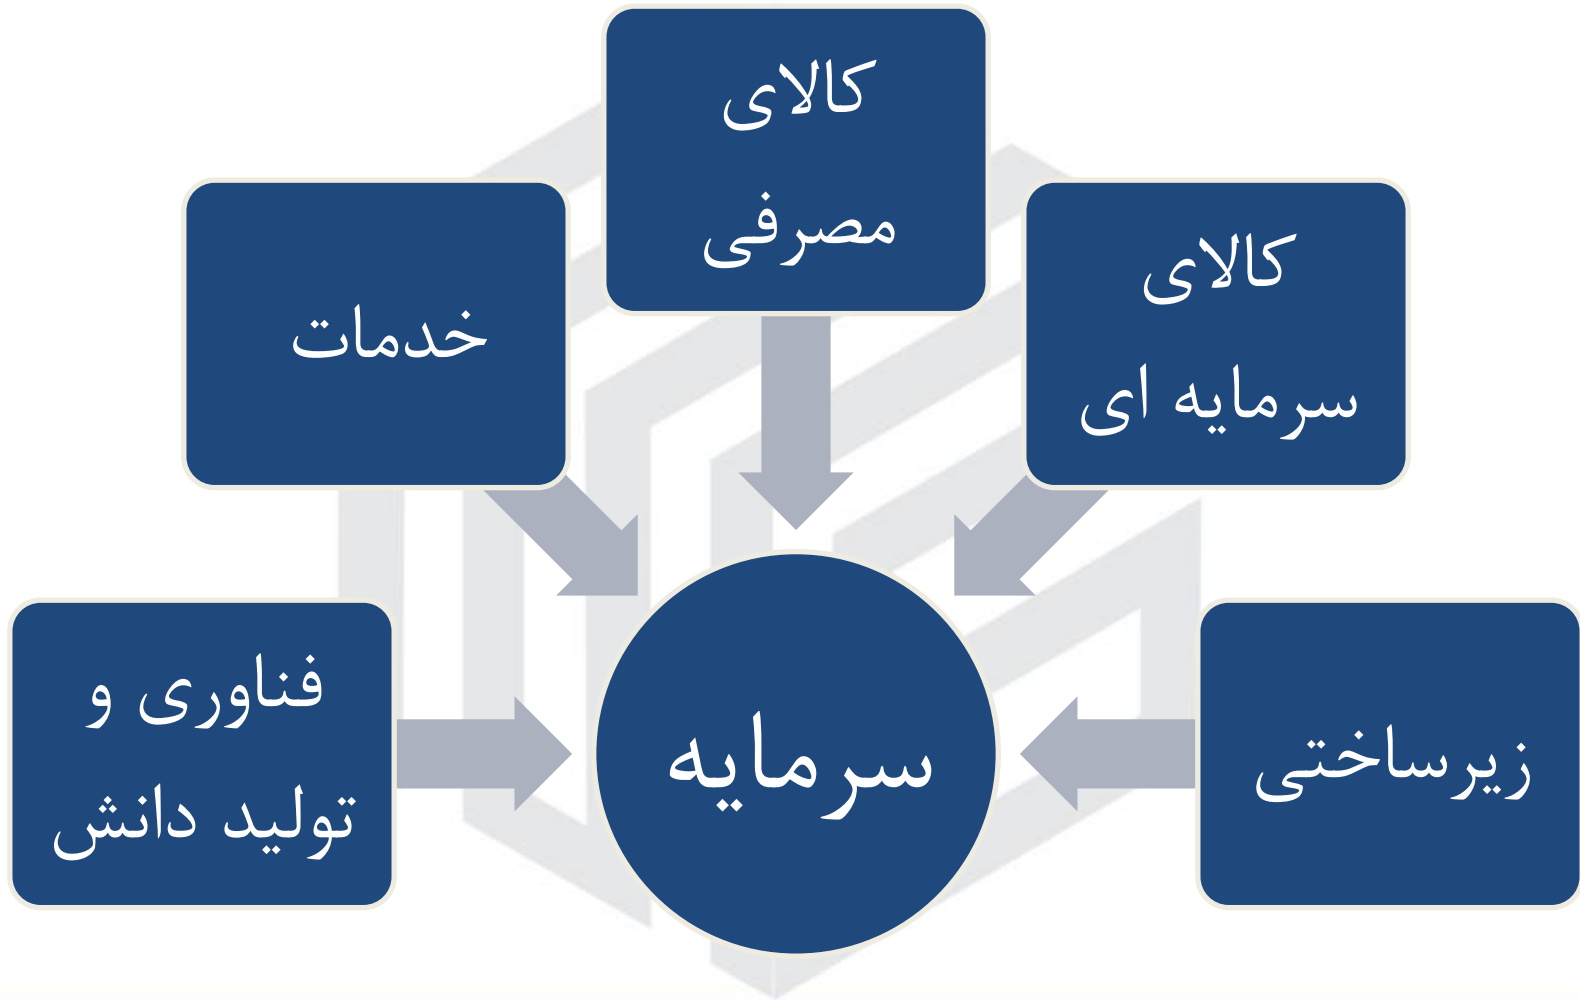 کالای
مصرفی
کالای
سرمایه ای
خدمات
زیرساختی
سرمایه
فناوری و
تولید دانش